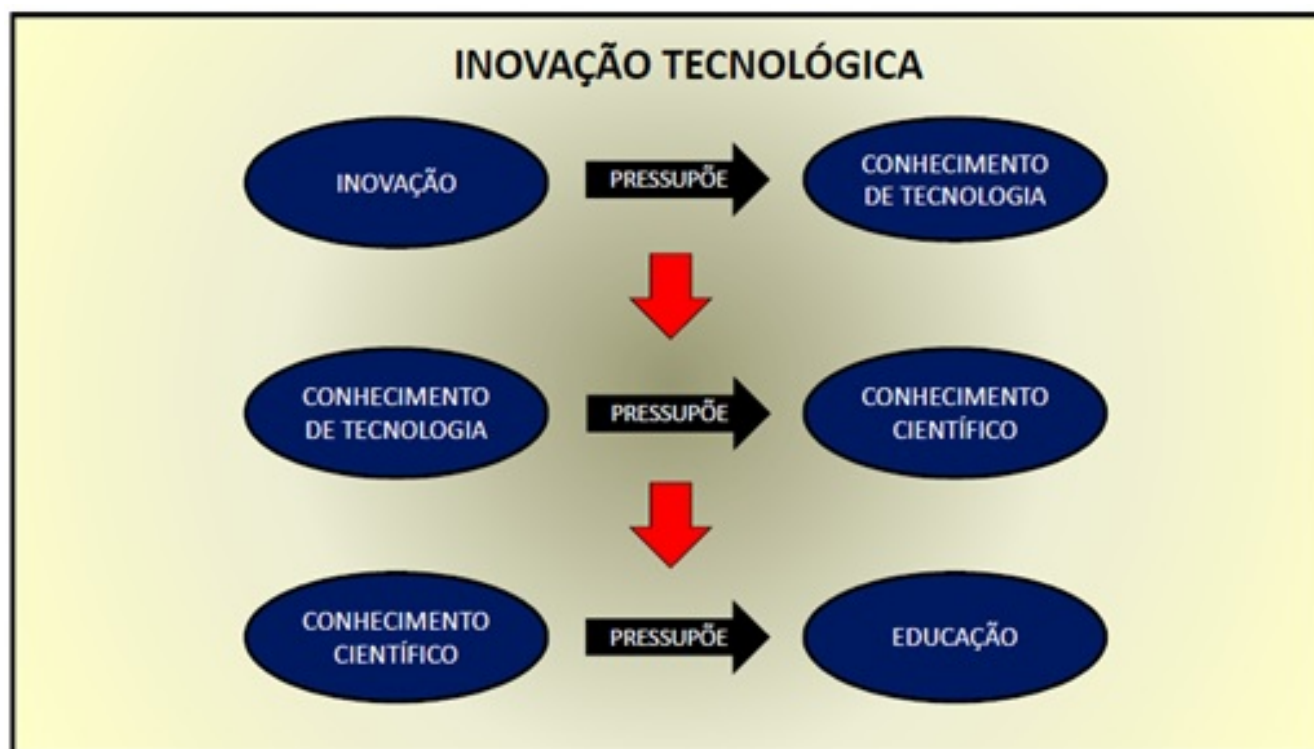 INOVAÇÃO TECNOLÓGICA
INOVAÇÃO
PRESSUPÕE
CONHECIMENTO
DE TECNOLOGIA
CONHECIMENTO
DE TECNOLOGIA
PRESSUPÕE
CONHECIMENTO
CIENTÍFICO
CONHECIMENTO
CIENTÍFICO
PRESSUPÕE
EDUCAÇÃO